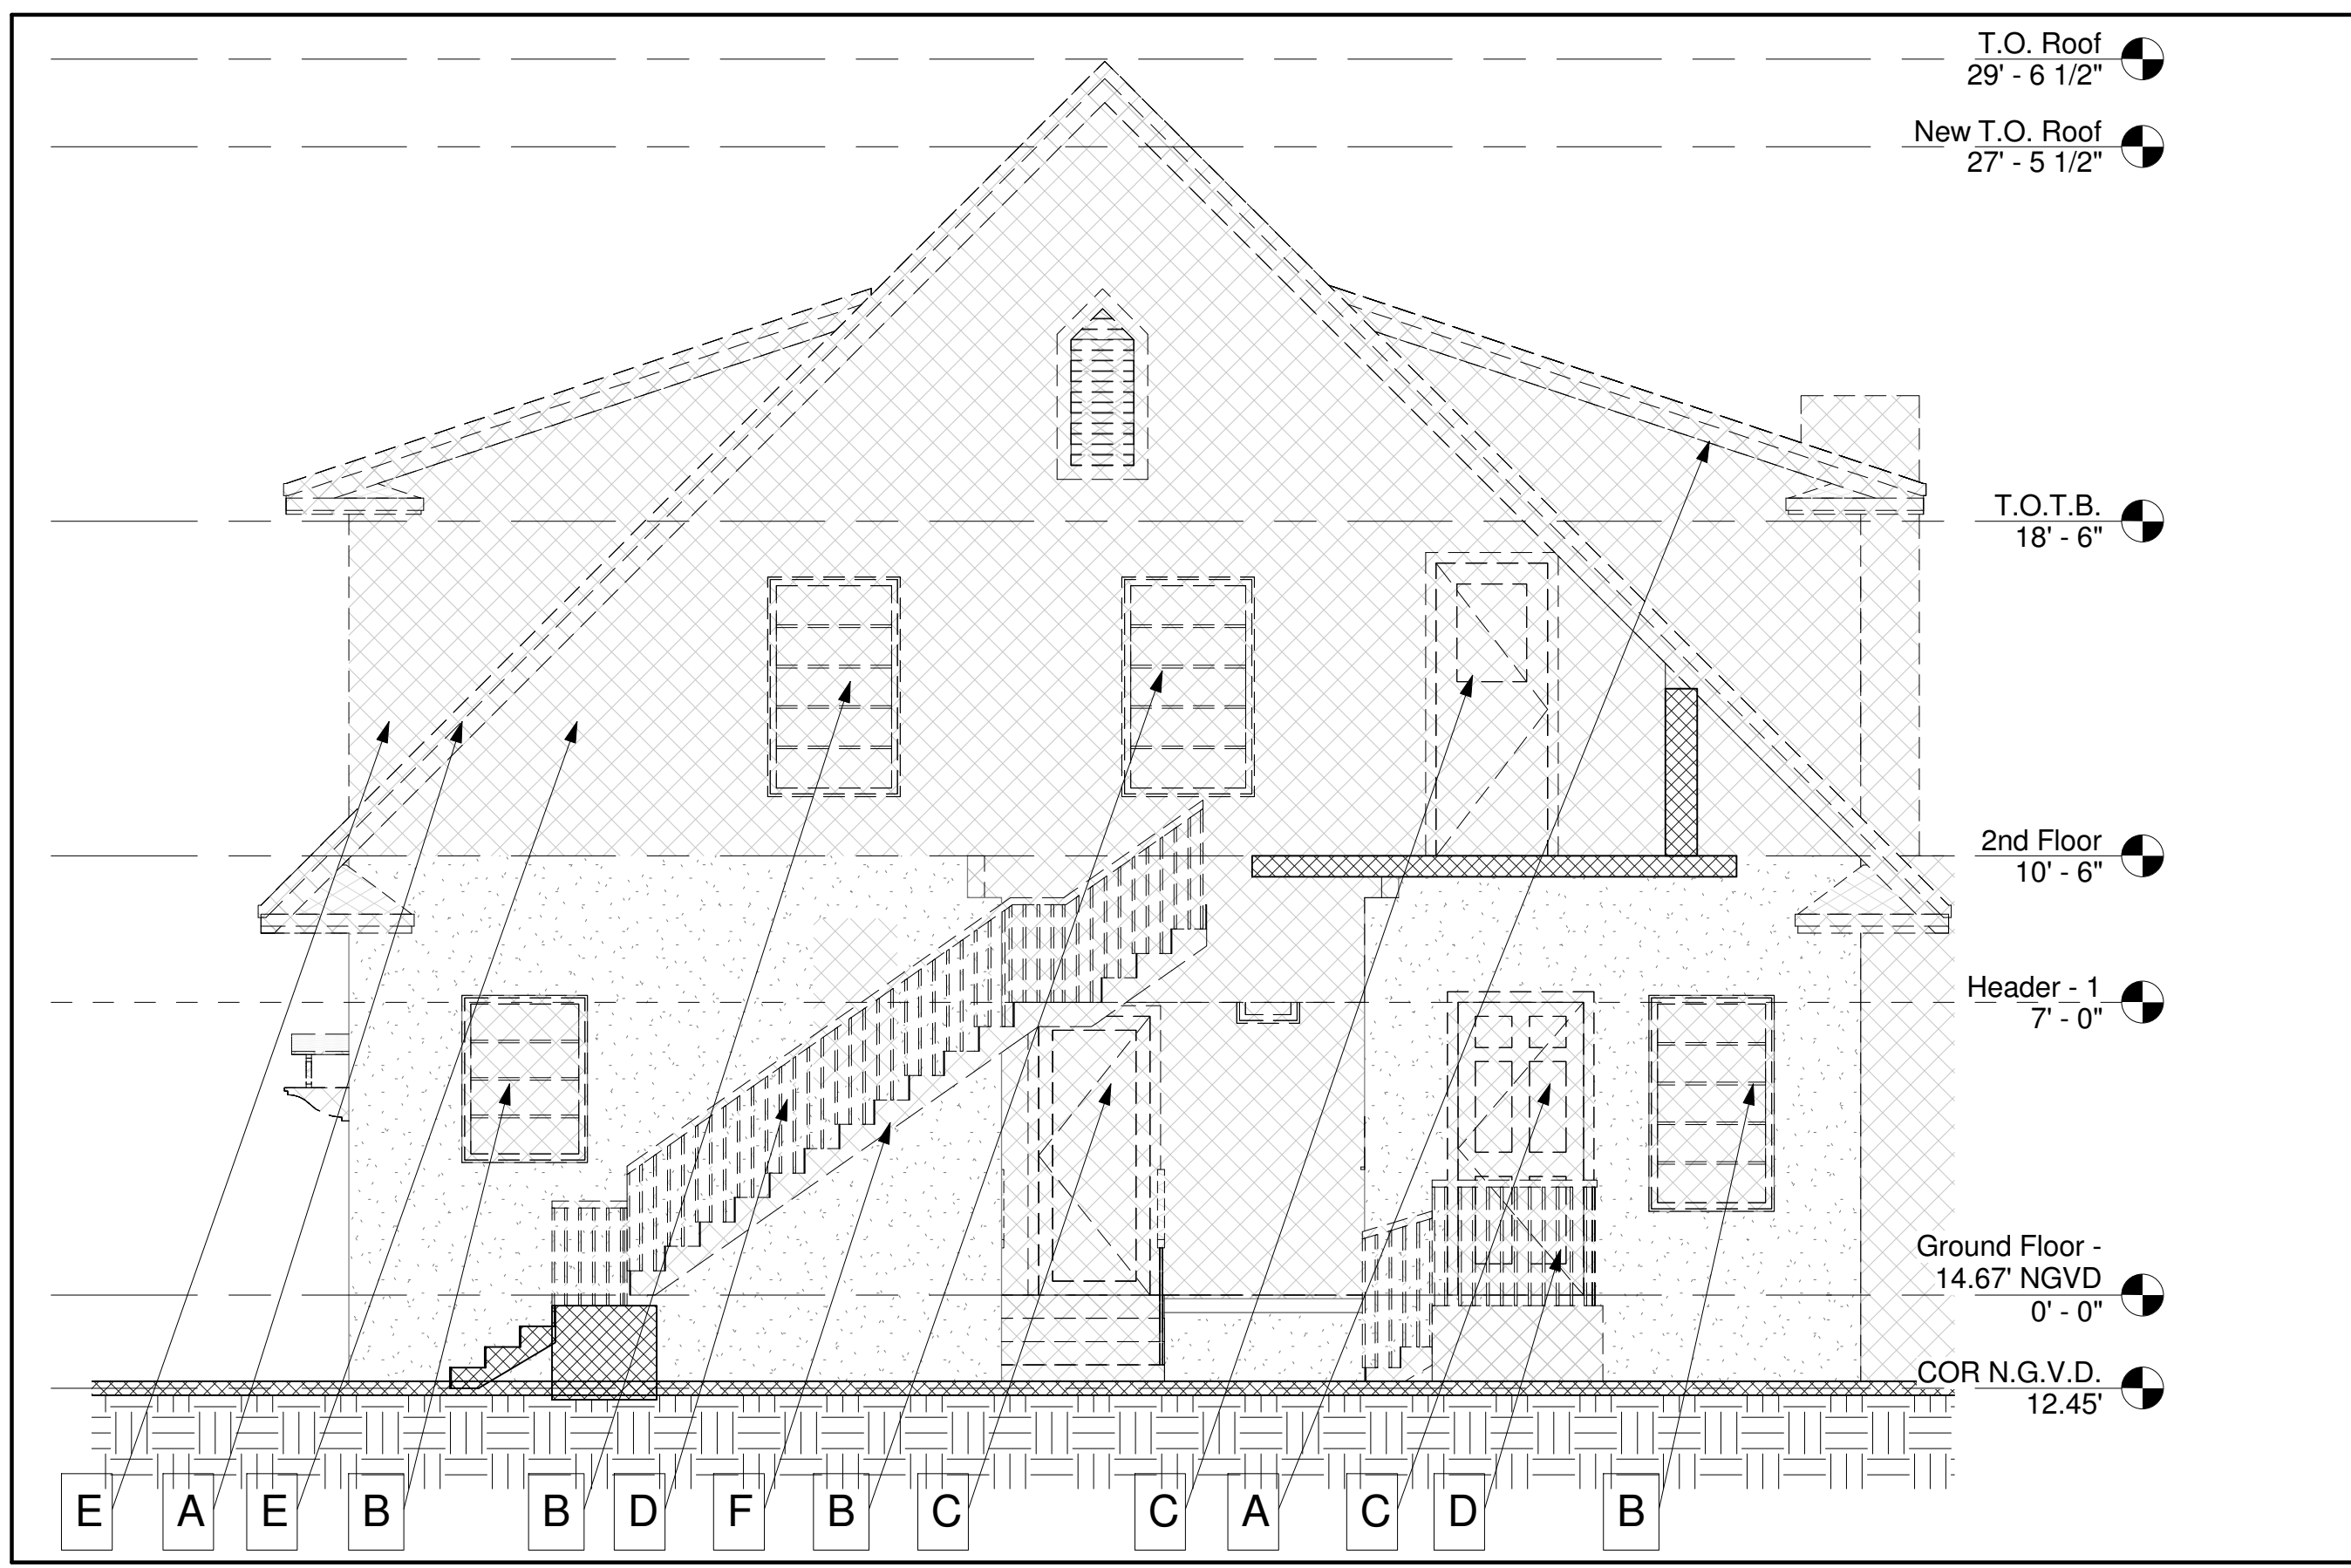 T.O. Roof
29' - 6 1/2"
New T.O. Roof
27' - 5 1/2"
T.O.T.B.
18' - 6"
2nd Floor
10' - 6"
Header - 1
7' - 0"
Ground Floor -
14.67' NGVD
0' - 0"
COR N.G.V.D.
12.45'
E A E B B D F B C C A C D B